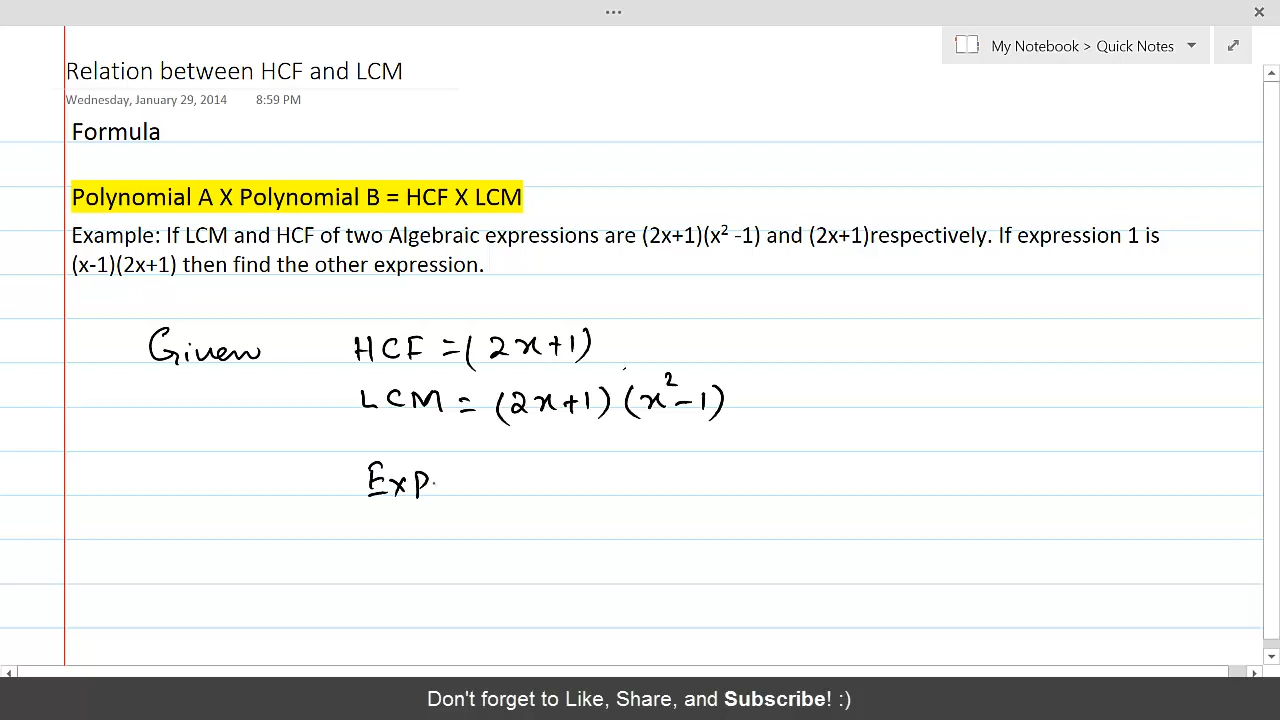 My Notebook > Quick Notes
Relation between HCF and LCM
Wednesday, January 29, 2014 8:59 PM
Formula
Polynomial A X Polynomial B = HCF X LCM
Example: If LCM and HCF of two Algebraic expressions are (2x+1)(x² -1) and (2x+1)respectively. If expression 1 is
(x-1)(2x+1) then find the other expression.
Given HCF =(2x+1)
LCM = (2x+1) (x²-1)
Exp
Don't forget to Like, Share, and Subscribe! :)